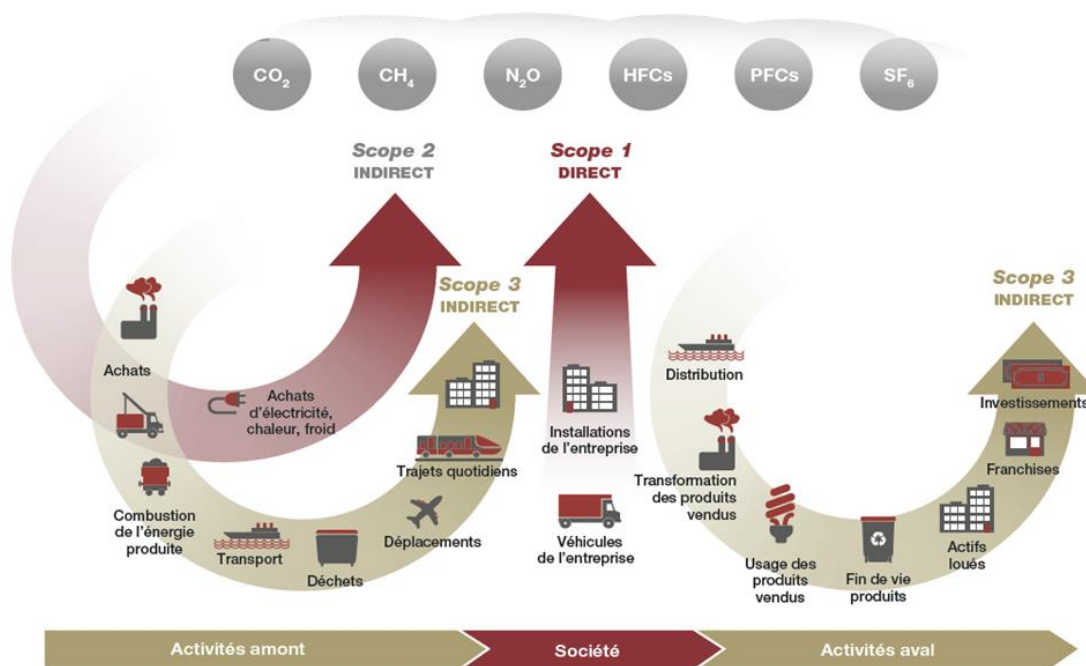 CO₂
CH₄
N₂O
HFCs
PFCs
SF₆
Scope 2
INDIRECT
Scope 1
DIRECT
Scope 3
INDIRECT
Scope 3
INDIRECT
Achats
Achats
d'électricité,
chaleur, froid
Combustion
de l'énergie
produite
Transport
Déchets
Déplacements
Trajets quotidiens
Installations
de l'entreprise
Véhicules
de l'entreprise
Distribution
Transformation
des produits
vendus
Usage des
produits
vendus
Fin de vie
produits
Actifs
loués
Franchises
Investissements
Activités amont
Société
Activités aval